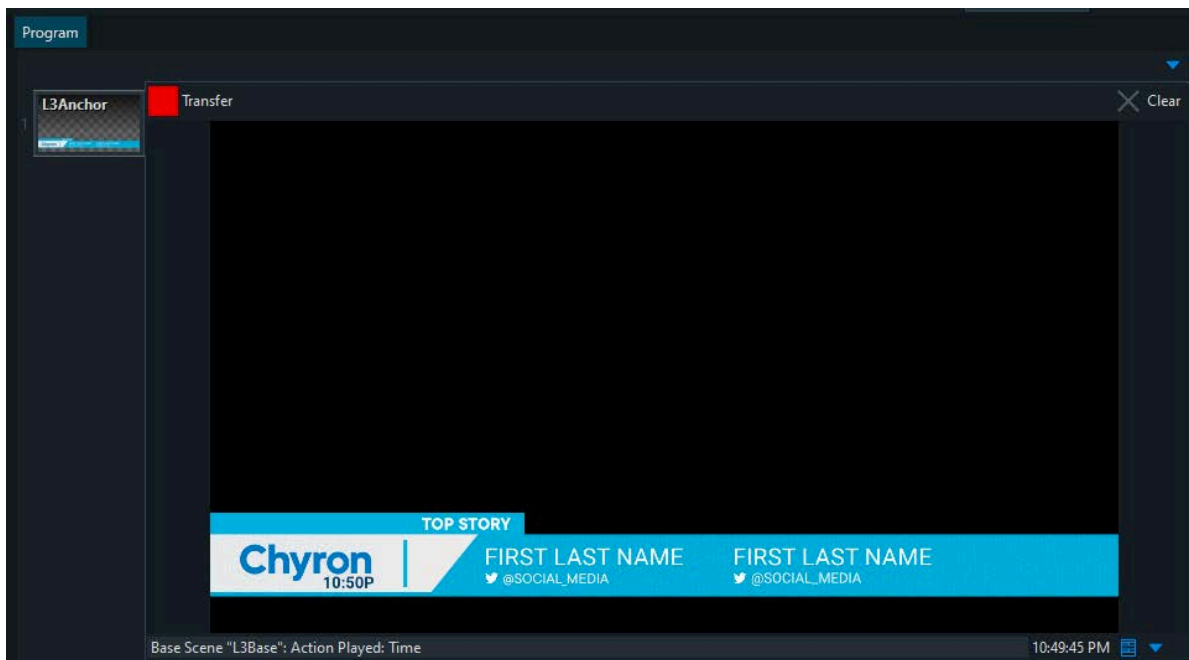 Program
L3Anchor
Transfer
Clear
1
TOP STORY
Chyron
10:50P
FIRST LAST NAME
@SOCIAL_MEDIA
FIRST LAST NAME
@SOCIAL_MEDIA
Base Scene "L3Base": Action Played: Time
10:49:45 PM